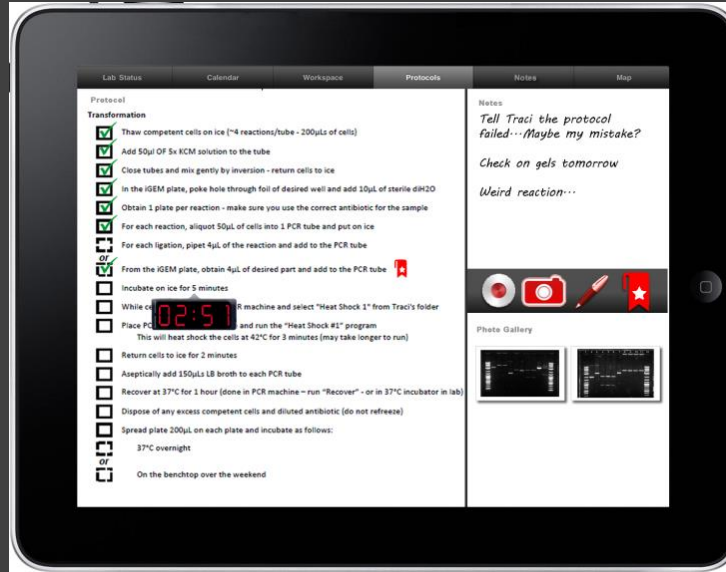 Lab Status Calendar Workspace Protocols Notes Map
Protocol
Transformation
Thaw competent cells on ice (~4 reactions/tube - 200µLs of cells)
Add 50µl OF 5x KCM solution to the tube
Close tubes and mix gently by inversion - return cells to ice
In the iGEM plate, poke hole through foil of desired well and add 10µL of sterile diH2O
Obtain 1 plate per reaction - make sure you use the correct antibiotic for the sample
For each reaction, aliquot 50µL of cells into 1 PCR tube and put on ice
For each ligation, pipet 4µL of the reaction and add to the PCR tube
or
From the iGEM plate, obtain 4µL of desired part and add to the PCR tube
Incubate on ice for 5 minutes
02:51
While ce R machine and select "Heat Shock 1" from Traci's folder
Place PC and run the "Heat Shock #1" program
This will heat shock the cells at 42°C for 3 minutes (may take longer to run)
Return cells to ice for 2 minutes
Aseptically add 150µLs LB broth to each PCR tube
Recover at 37°C for 1 hour (done in PCR machine – run "Recover" - or in 37°C incubator in lab)
Dispose of any excess competent cells and diluted antibiotic (do not refreeze)
Spread plate 200µL on each plate and incubate as follows:
37°C overnight
or
On the benchtop over the weekend
Notes
Tell Traci the protocol
failed...Maybe my mistake?
Check on gels tomorrow
Weird reaction...
Photo Gallery